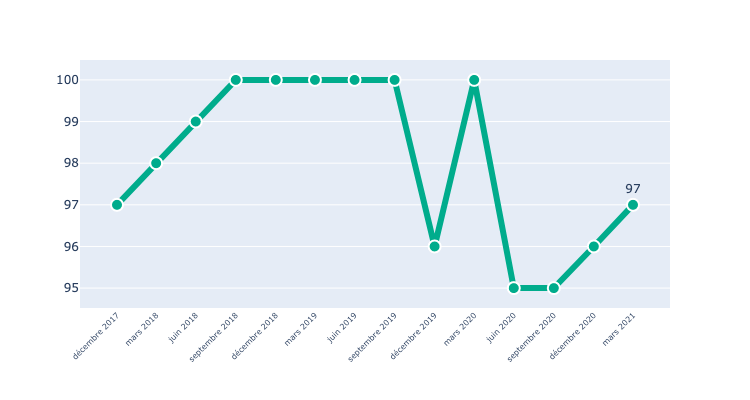 100
99
98
97
96
95
97
décembre 2017
mars 2018
juin 2018
septembre 2018
décembre 2018
mars 2019
juin 2019
septembre 2019
décembre 2019
mars 2020
juin 2020
septembre 2020
décembre 2020
mars 2021